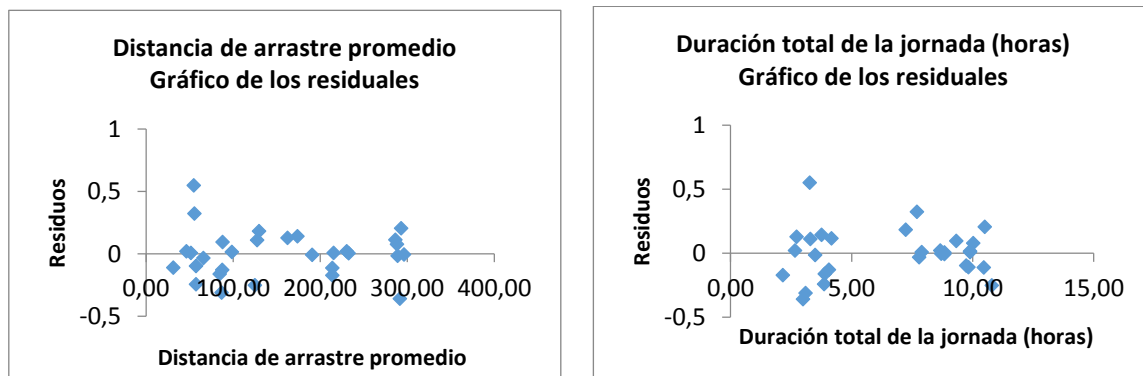 Distancia de arrastre promedio
Gráfico de los residuales
1
0,5
0
-0,5
0,00 100,00 200,00 300,00 400,00
Residuos
Distancia de arrastre promedio
Duración total de la jornada (horas)
Gráfico de los residuales
1
0,5
0
-0,5
0,00 5,00 10,00 15,00
Residuos
Duración total de la jornada (horas)